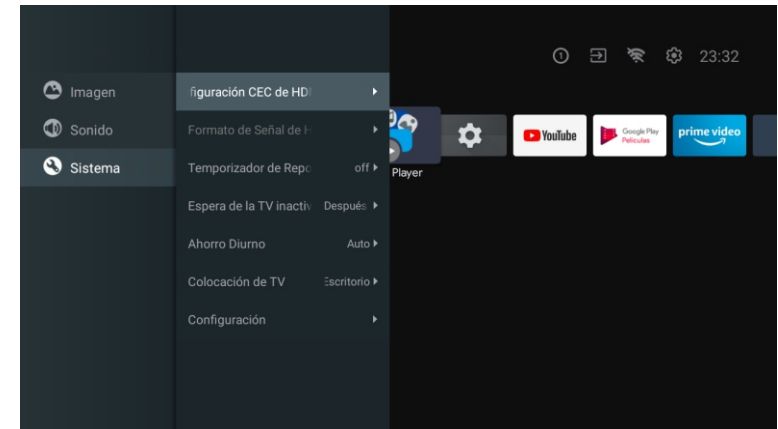 23:32
Imagen
Sonido
Sistema
figuración CEC de HDI
Formato de Señal de H
Temporizador de Repo off
Espera de la TV inactiv Después
Ahorro Diurno Auto
Colocación de TV Escritorio
Configuración
Player
YouTube
Google Play
Películas
prime video